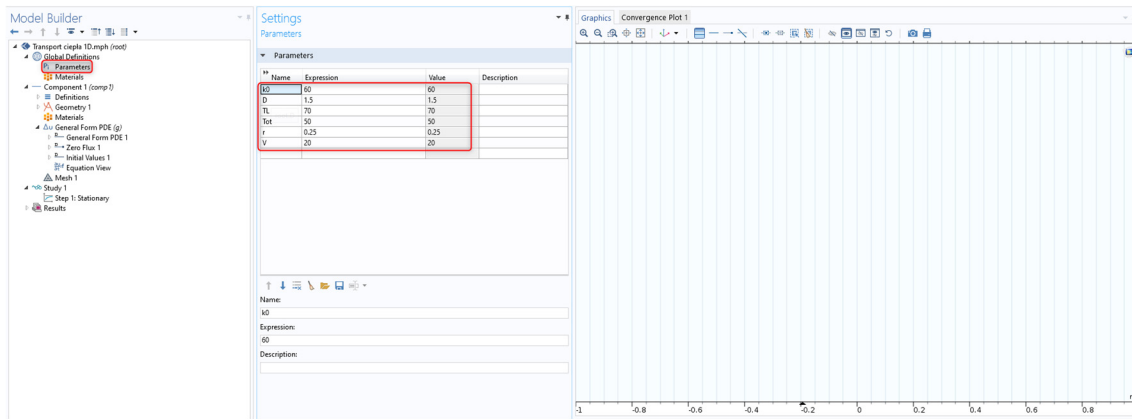 Model Builder
Transport ciepła 1D.mph (root)
Global Definitions
Pi Parameters
Materials
Component 1 (comp1)
Definitions
Geometry 1
Materials
Δu General Form PDE (g)
General Form PDE 1
Zero Flux 1
Initial Values 1
Equation View
Mesh 1
Study 1
Step 1: Stationary
Results
Settings
Parameters
Parameters
Name Expression Value Description
k0 60 60
D 1.5 1.5
TL 70 70
Tot 50 50
r 0.25 0.25
V 20 20
Name:
k0
Expression:
60
Description:
Graphics Convergence Plot 1
-1 -0.8 -0.6 -0.4 -0.2 0 0.2 0.4 0.6 0.8